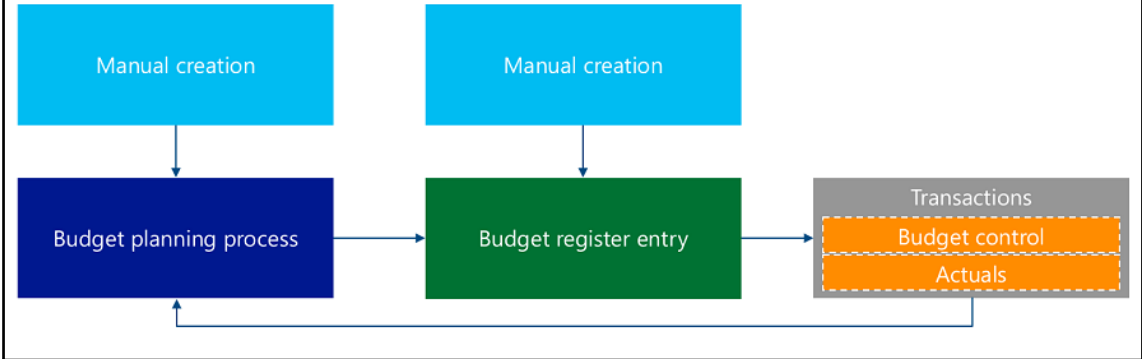 Manual creation
Manual creation
Budget planning process
Budget register entry
Transactions
Budget control
Actuals